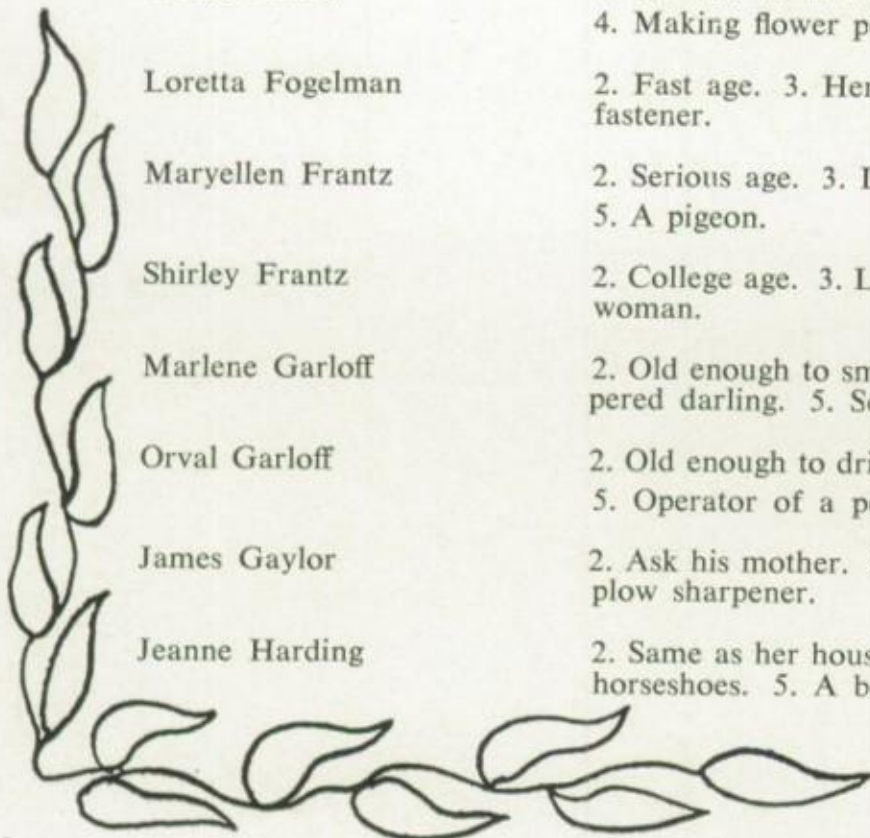 4. Making flower p
Loretta Fogelman
2. Fast age. 3. Her
fastener.
Maryellen Frantz
2. Serious age. 3. I
5. A pigeon.
Shirley Frantz
2. College age. 3. L
woman.
Marlene Garloff
2. Old enough to sm
pered darling. 5. Se
Orval Garloff
2. Old enough to dri
5. Operator of a p
James Gaylor
2. Ask his mother.
plow sharpener.
Jeanne Harding
2. Same as her hous
horseshoes. 5. A b